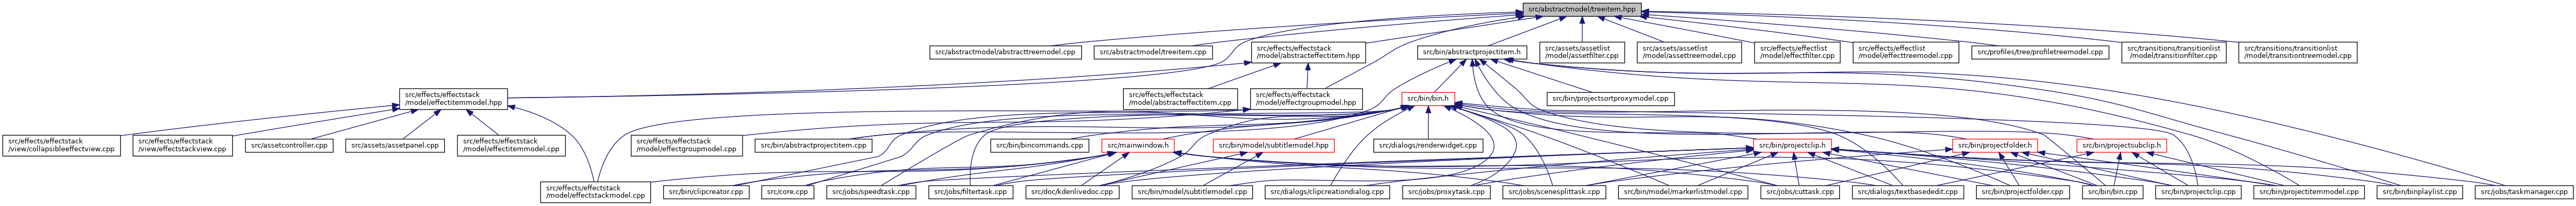 src/abstractmodel/treeitem.hpp
src/abstractmodel/abstracttreemodel.cpp
src/abstractmodel/treeitem.cpp
src/effects/effectstack
/model/abstracteffectitem.hpp
src/bin/abstractprojectitem.h
src/assets/assetlist
/model/assetfilter.cpp
src/assets/assetlist
/model/assettreemodel.cpp
src/effects/effectlist
/model/effectfilter.cpp
src/effects/effectlist
/model/effecttreemodel.cpp
src/profiles/tree/profiletreemodel.cpp
src/transitions/transitionlist
/model/transitionfilter.cpp
src/transitions/transitionlist
/model/transitiontreemodel.cpp
src/effects/effectstack
/model/effectitemmodel.hpp
src/effects/effectstack
/model/abstracteffectitem.cpp
src/effects/effectstack
/model/effectgroupmodel.hpp
src/bin/bin.h
src/bin/projectsortproxymodel.cpp
src/effects/effectstack
/view/collapsibleeffectview.cpp
src/effects/effectstack
/view/effectstackview.cpp
src/assetcontroller.cpp
src/assets/assetpanel.cpp
src/effects/effectstack
/model/effectitemmodel.cpp
src/effects/effectstack
/model/effectgroupmodel.cpp
src/bin/abstractprojectitem.cpp
src/bin/bincommands.cpp
src/mainwindow.h
src/bin/model/subtitlemodel.hpp
src/dialogs/renderwidget.cpp
src/bin/projectclip.h
src/bin/projectfolder.h
src/bin/projectsubclip.h
src/effects/effectstack
/model/effectstackmodel.cpp
src/bin/clipcreator.cpp
src/core.cpp
src/jobs/speedtask.cpp
src/jobs/filtertask.cpp
src/doc/kdenlivedoc.cpp
src/bin/model/subtitlemodel.cpp
src/dialogs/clipcreationdialog.cpp
src/jobs/proxytask.cpp
src/jobs/scenesplittask.cpp
src/bin/model/markerlistmodel.cpp
src/jobs/cuttask.cpp
src/dialogs/textbasededit.cpp
src/bin/projectfolder.cpp
src/bin/bin.cpp
src/bin/projectclip.cpp
src/bin/projectitemmodel.cpp
src/bin/binplaylist.cpp
src/jobs/taskmanager.cpp